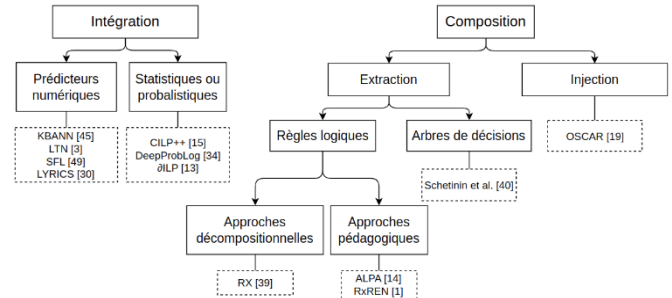 Intégration
Composition
Prédicteurs
numériques
Statistiques ou
probalistiques
Extraction
Injection
KBANN [45]
LTN [3]
SFL [49]
LYRICS [30]
CILP++ [15]
DeepProbLog [34]
∂ILP [13]
Règles logiques
Arbres de décisions
OSCAR [19]
Schetinin et al. [40]
Approches
décompositionnelles
Approches
pédagogiques
RX [39]
ALPA [14]
RxREN [1]